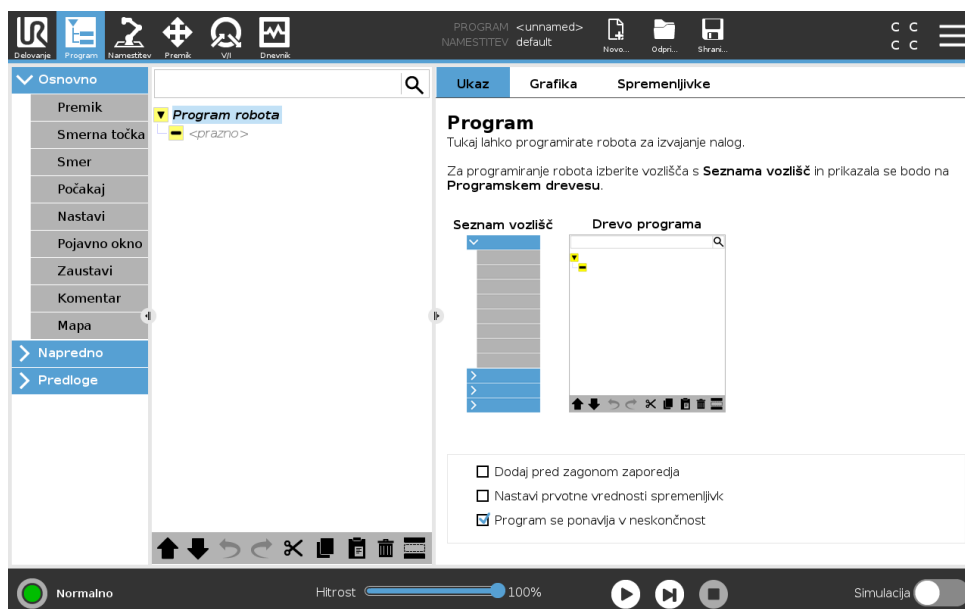 PROGRAM <unnamed>
NAMESTITEV default
Delovanje Program Namestitev Premik V/I Dnevnik Novo... Odpri... Shrani...
C C
C C
Osnovno
Premik
Smerna točka
Smer
Počakaj
Nastavi
Pojavno okno
Zaustavi
Komentar
Mapa
Napredno
Predloge
Program robota
<prazno>
Ukaz Grafika Spremenljivke
Program
Tukaj lahko programirate robota za izvajanje nalog.
Za programiranje robota izberite vozlišča s Seznama vozlišč in prikazala se bodo na
Programskem drevesu.
Seznam vozlišč Drevo programa
Dodaj pred zagonom zaporedja
Nastavi prvotne vrednosti spremenljivk
Program se ponavlja v neskončnost
Normalno Hitrost 100% Simulacija